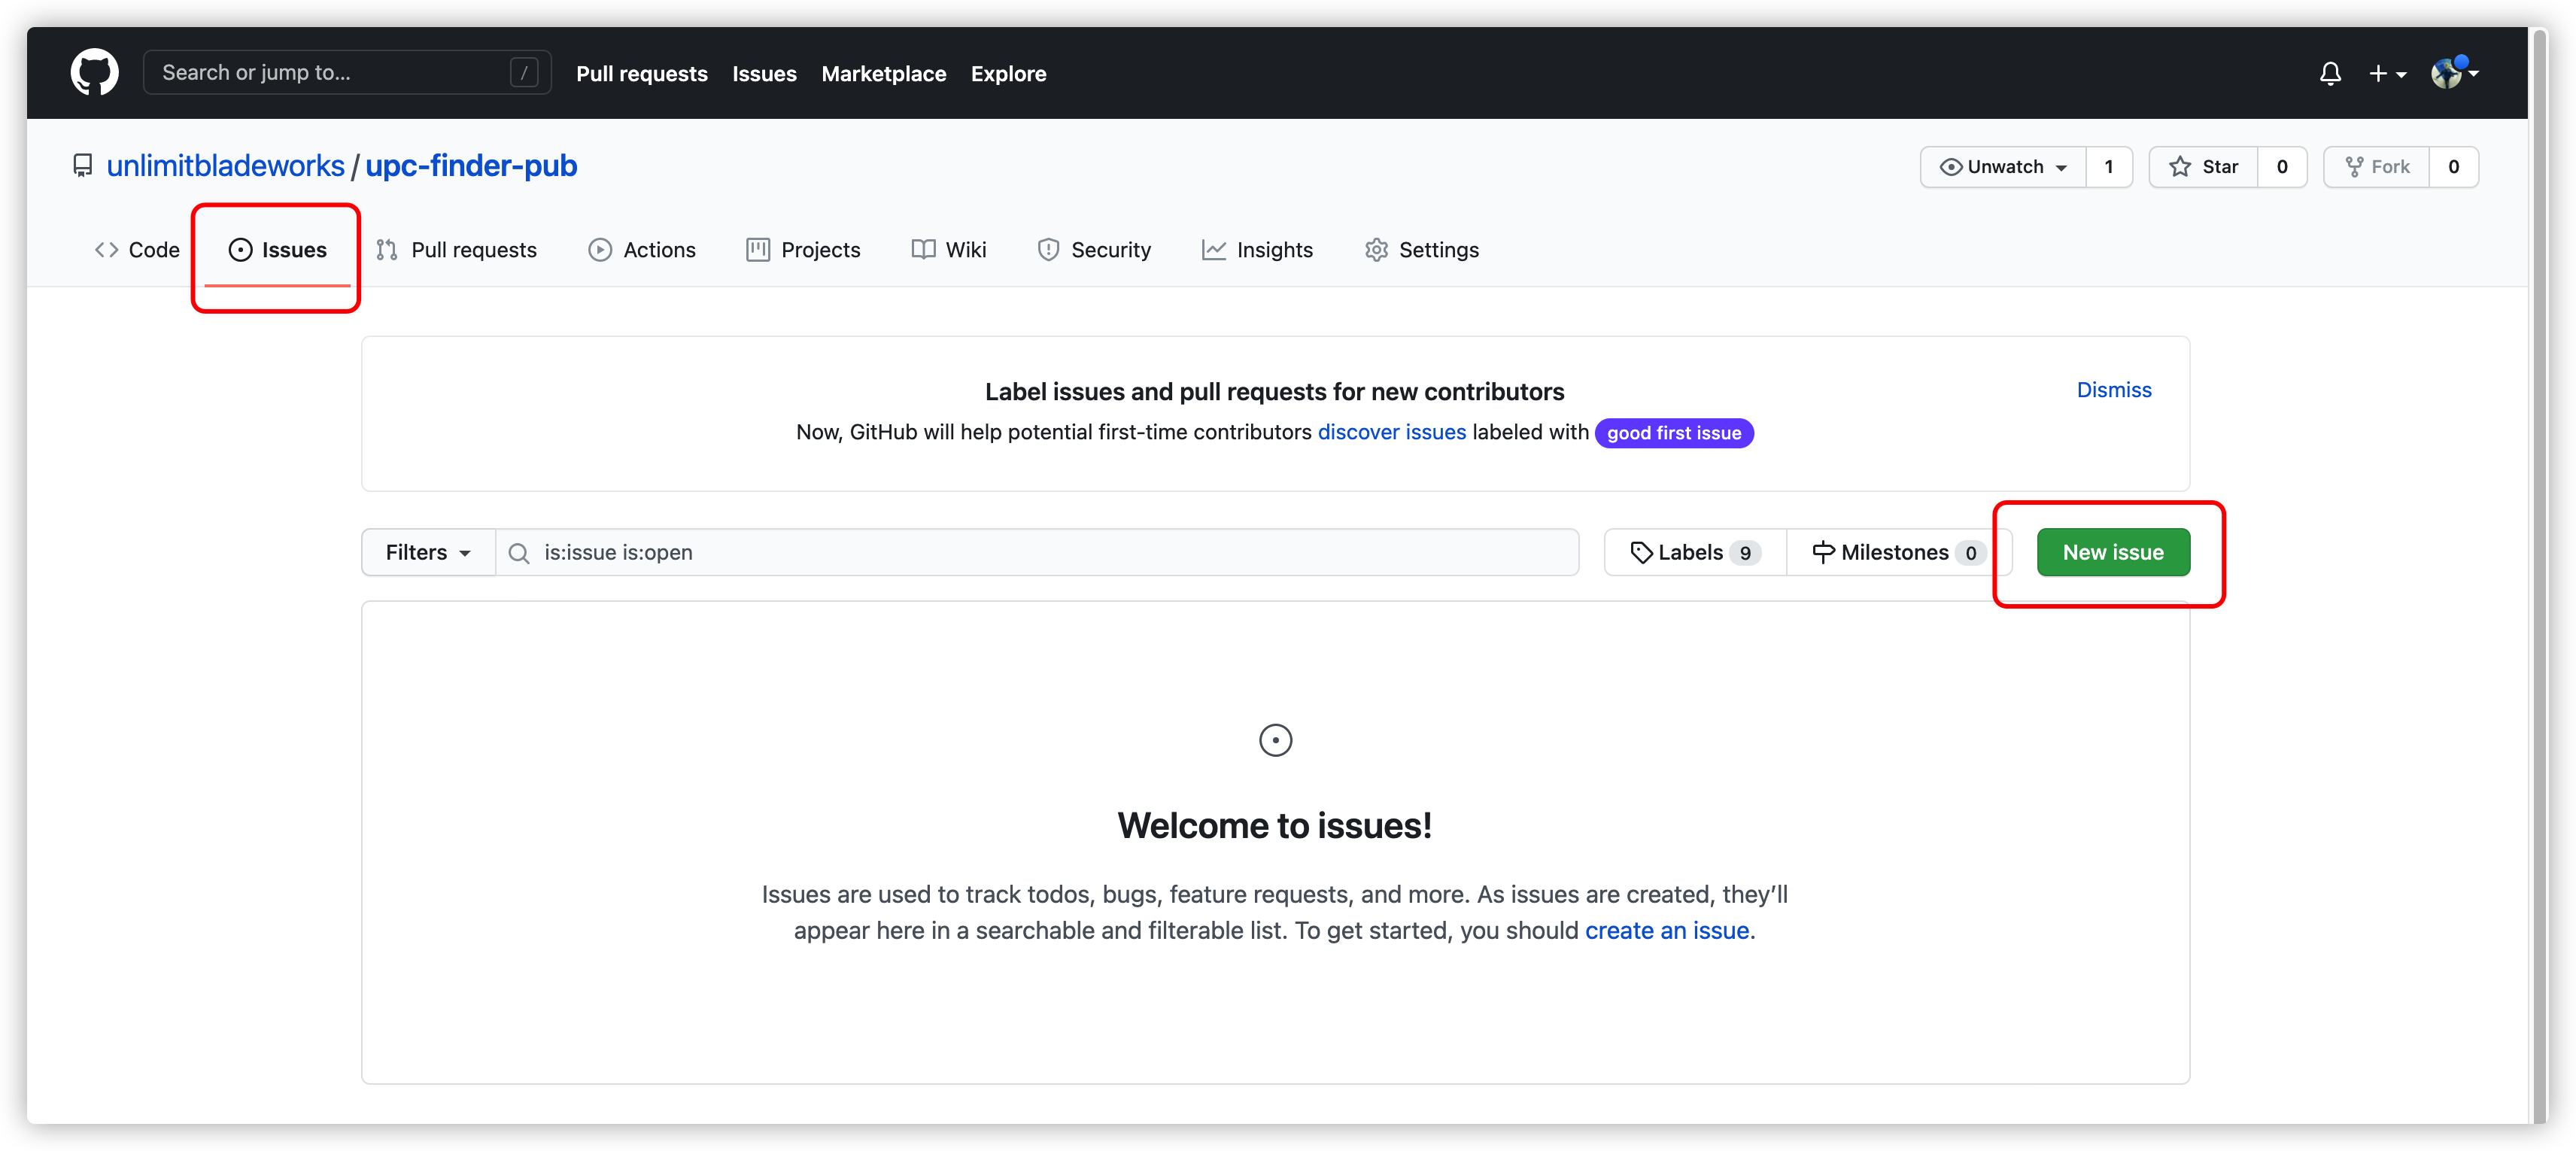 Search or jump to... / Pull requests Issues Marketplace Explore
unlimitbladeworks / upc-finder-pub Unwatch 1 Star 0 Fork 0
Code Issues Pull requests Actions Projects Wiki Security Insights Settings
Label issues and pull requests for new contributors Dismiss
Now, GitHub will help potential first-time contributors discover issues labeled with good first issue
Filters is:issue is:open Labels 9 Milestones 0 New issue
Welcome to issues!
Issues are used to track todos, bugs, feature requests, and more. As issues are created, they’ll
appear here in a searchable and filterable list. To get started, you should create an issue.